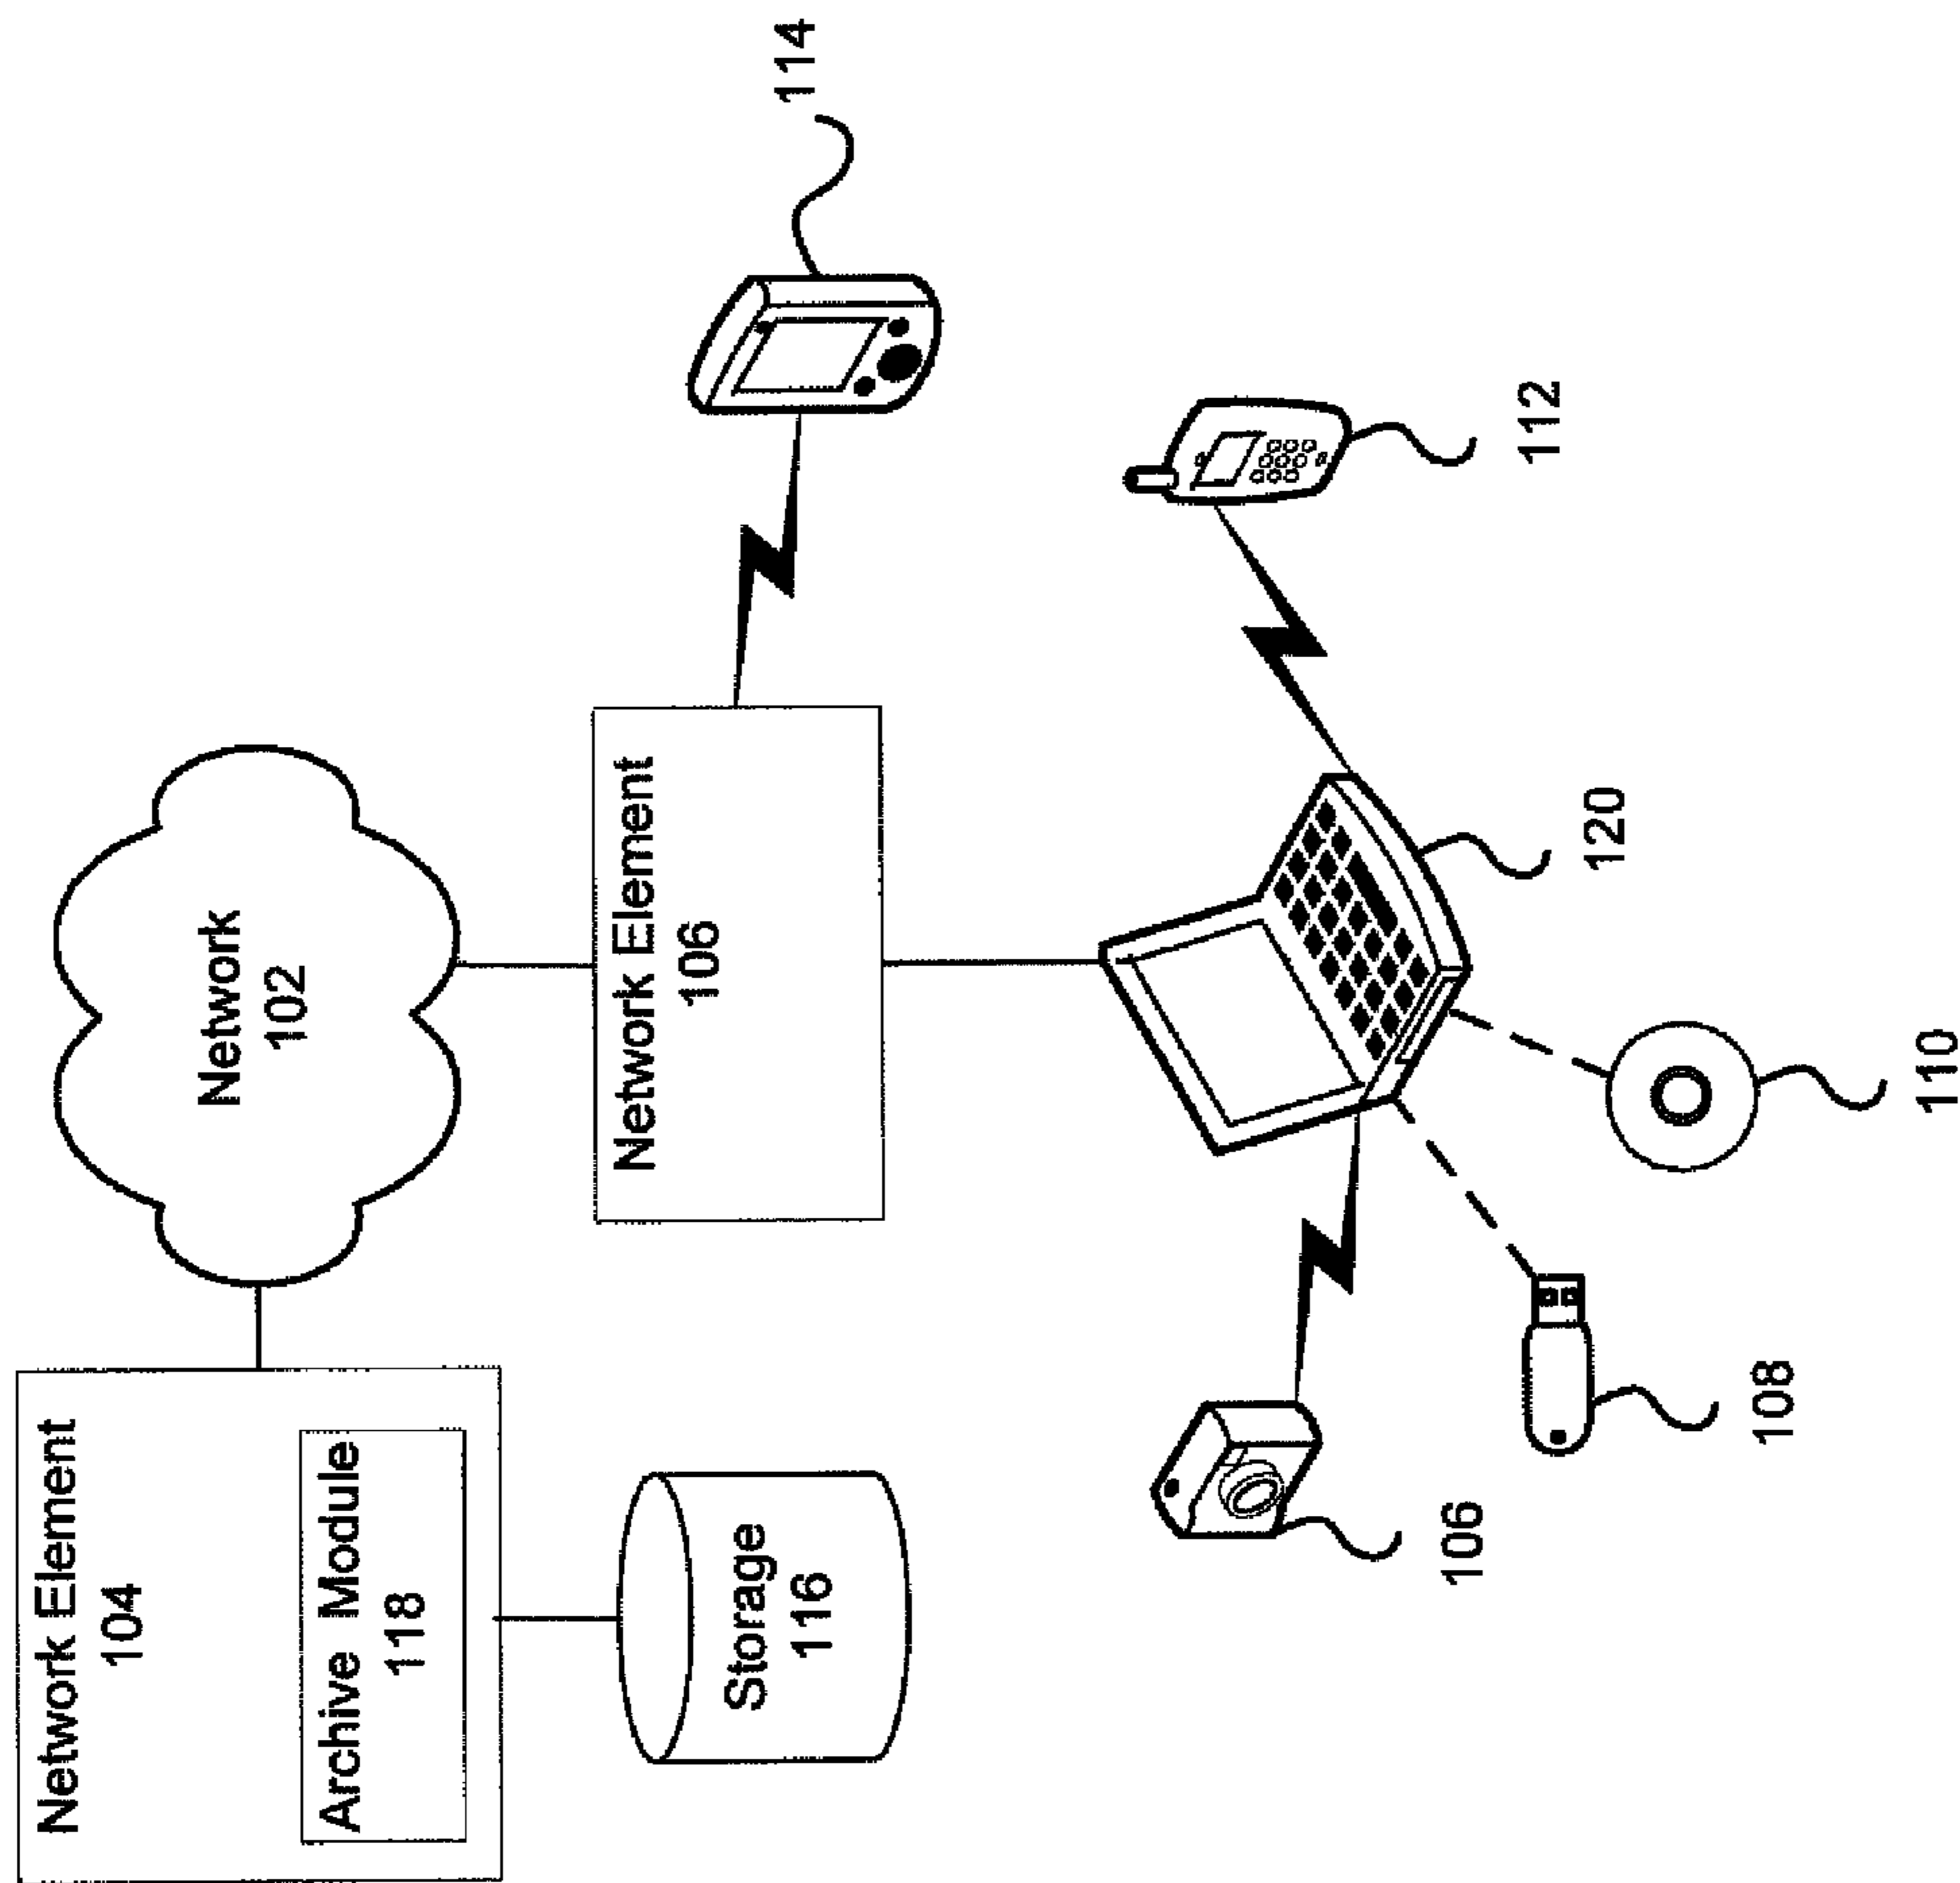 Network Element
104
Archive Module
118
Storage
116
Network
102
Network Element
106
114
106
108
110
120
112